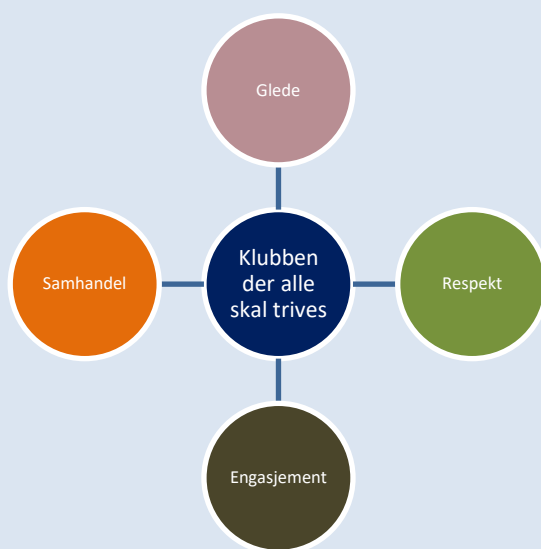 Glede
Samhandel
Klubben
der alle
skal trives
Respekt
Engasjement